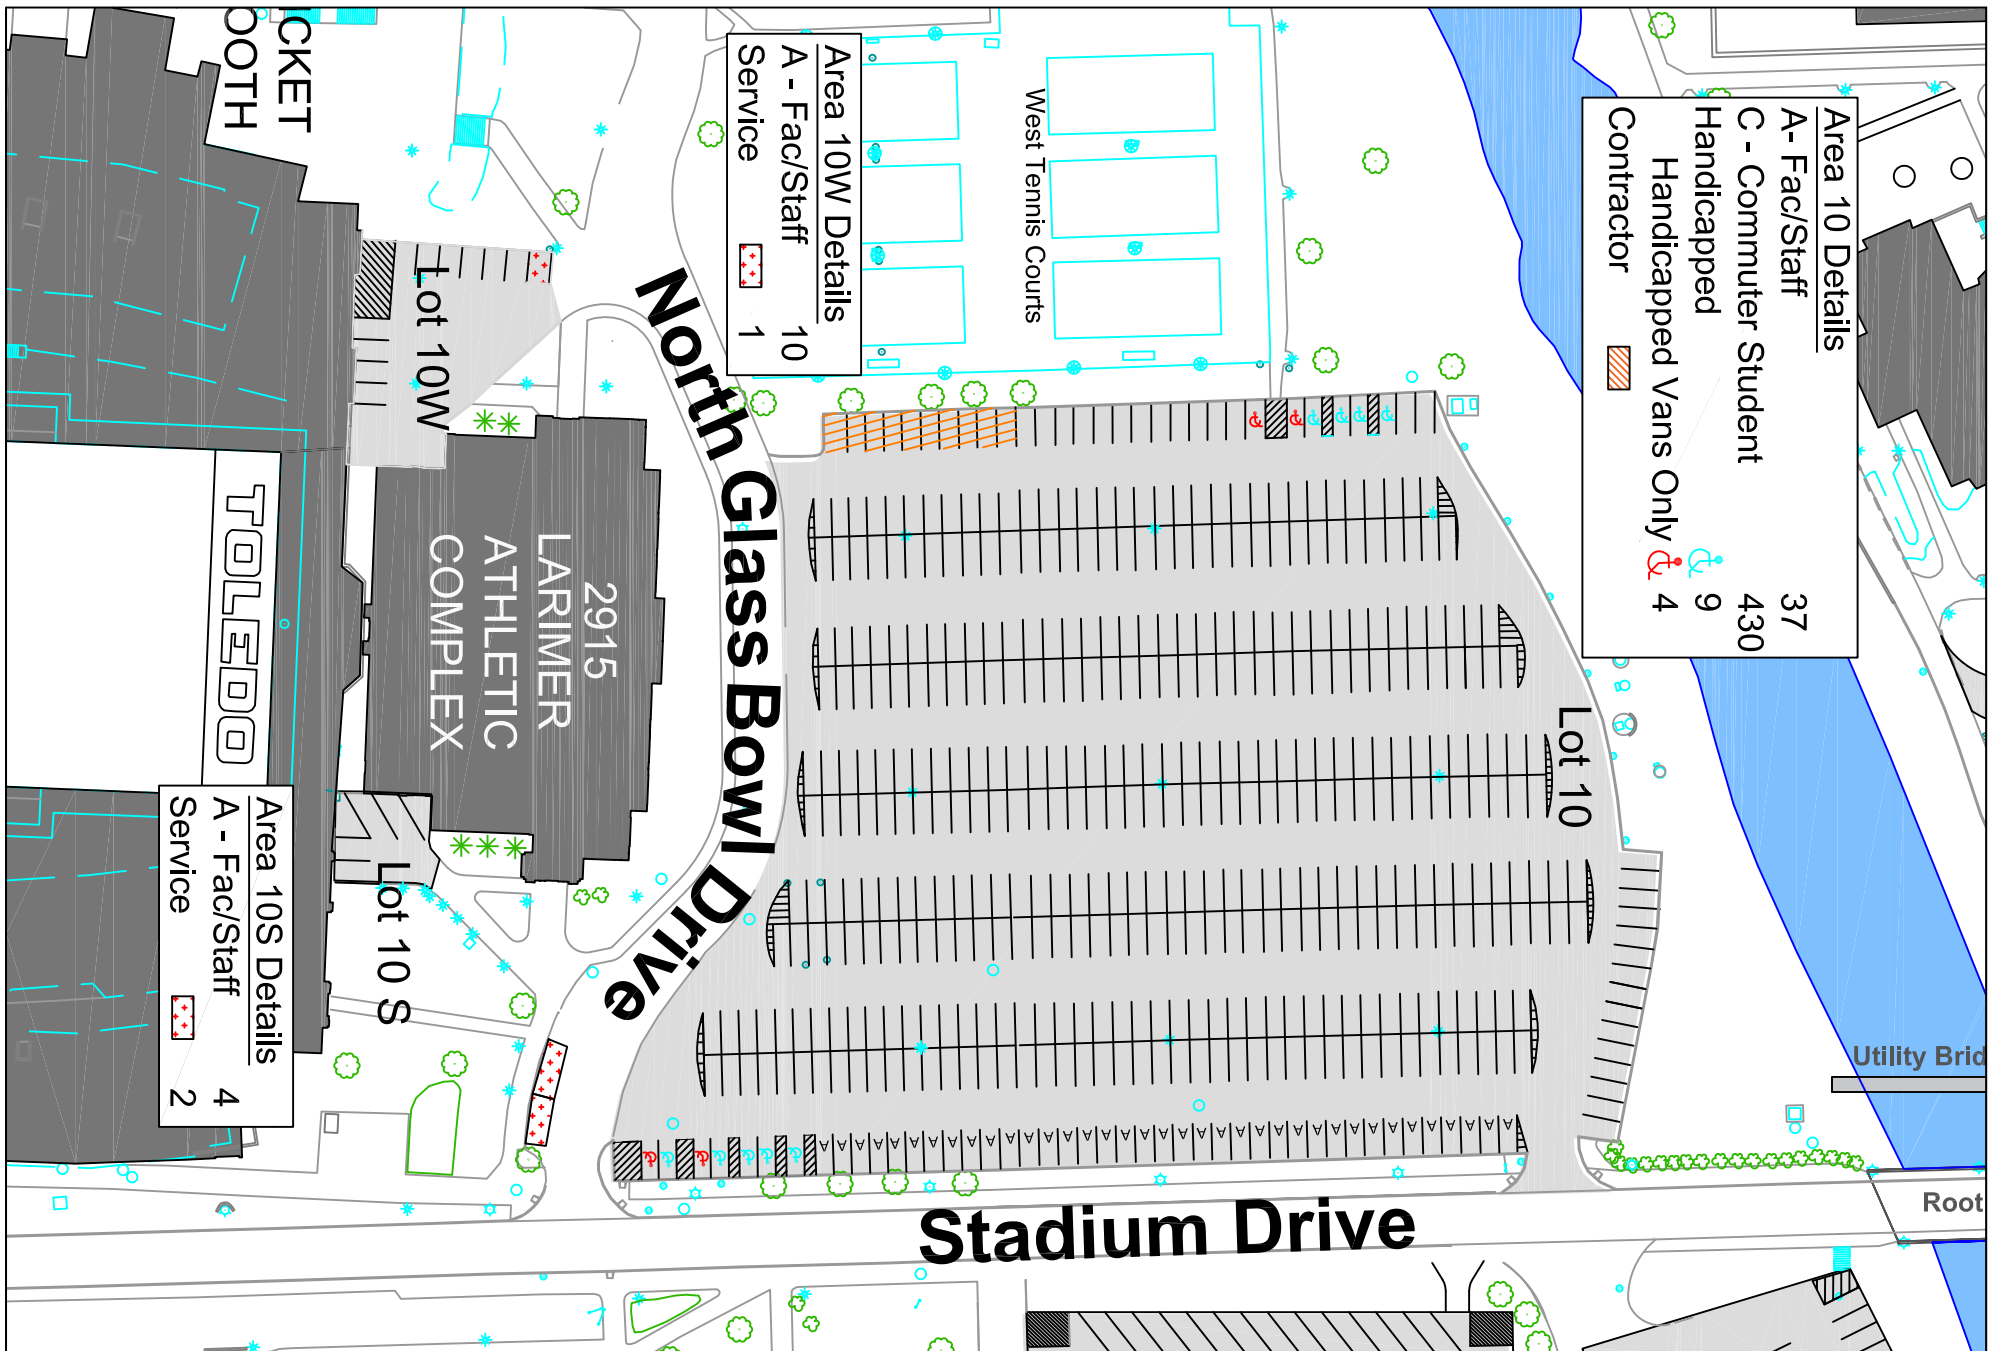 Area 10 Details
A- Fac/Staff 37
C - Commuter Student 430
Handicapped 9
Handicapped Vans Only 4
Contractor
Area 10W Details
A - Fac/Staff 10
Service 1
Area 10S Details
A - Fac/Staff 4
Service 2
ICKET
OOTH
West Tennis Courts
Lot 10W
Lot 10
Lot 10 S
North Glass Bowl Drive
2915
LARIMER
ATHLETIC
COMPLEX
TOLEDO
Utility Brid
Root
Stadium Drive
A A A A A A A A A A A A A A A A A A A A A A A A A A A A A A A A A A A A A